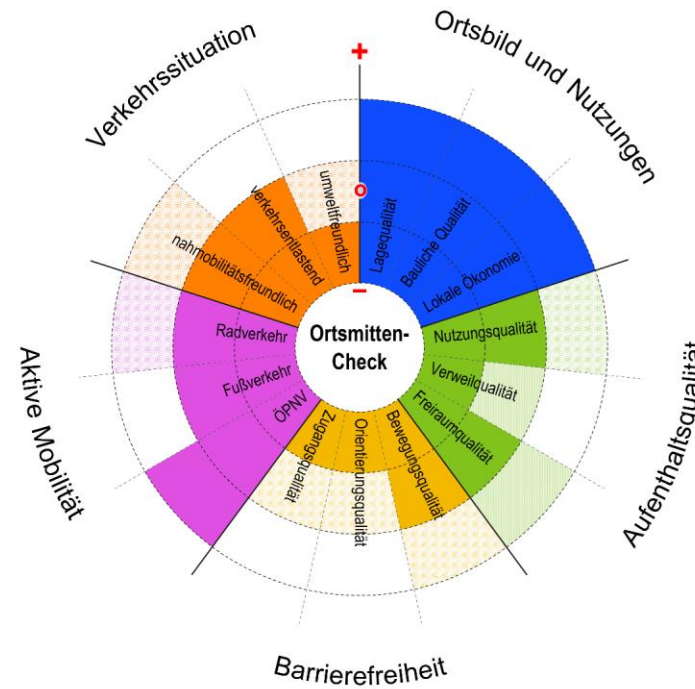 +
o
–
Ortsmitten-
Check
Ortsbild und Nutzungen
Lagequalität
Bauliche Qualität
Lokale Ökonomie
Aufenthaltsqualität
Nutzungsqualität
Verweilqualität
Freiraumqualität
Barrierefreiheit
Bewegungsqualität
Orientierungsqualität
Zugangsqualität
Aktive Mobilität
ÖPNV
Fußverkehr
Radverkehr
Verkehrssituation
nahmobilitätsfreundlich
verkehrsentlastend
umweltfreundlich